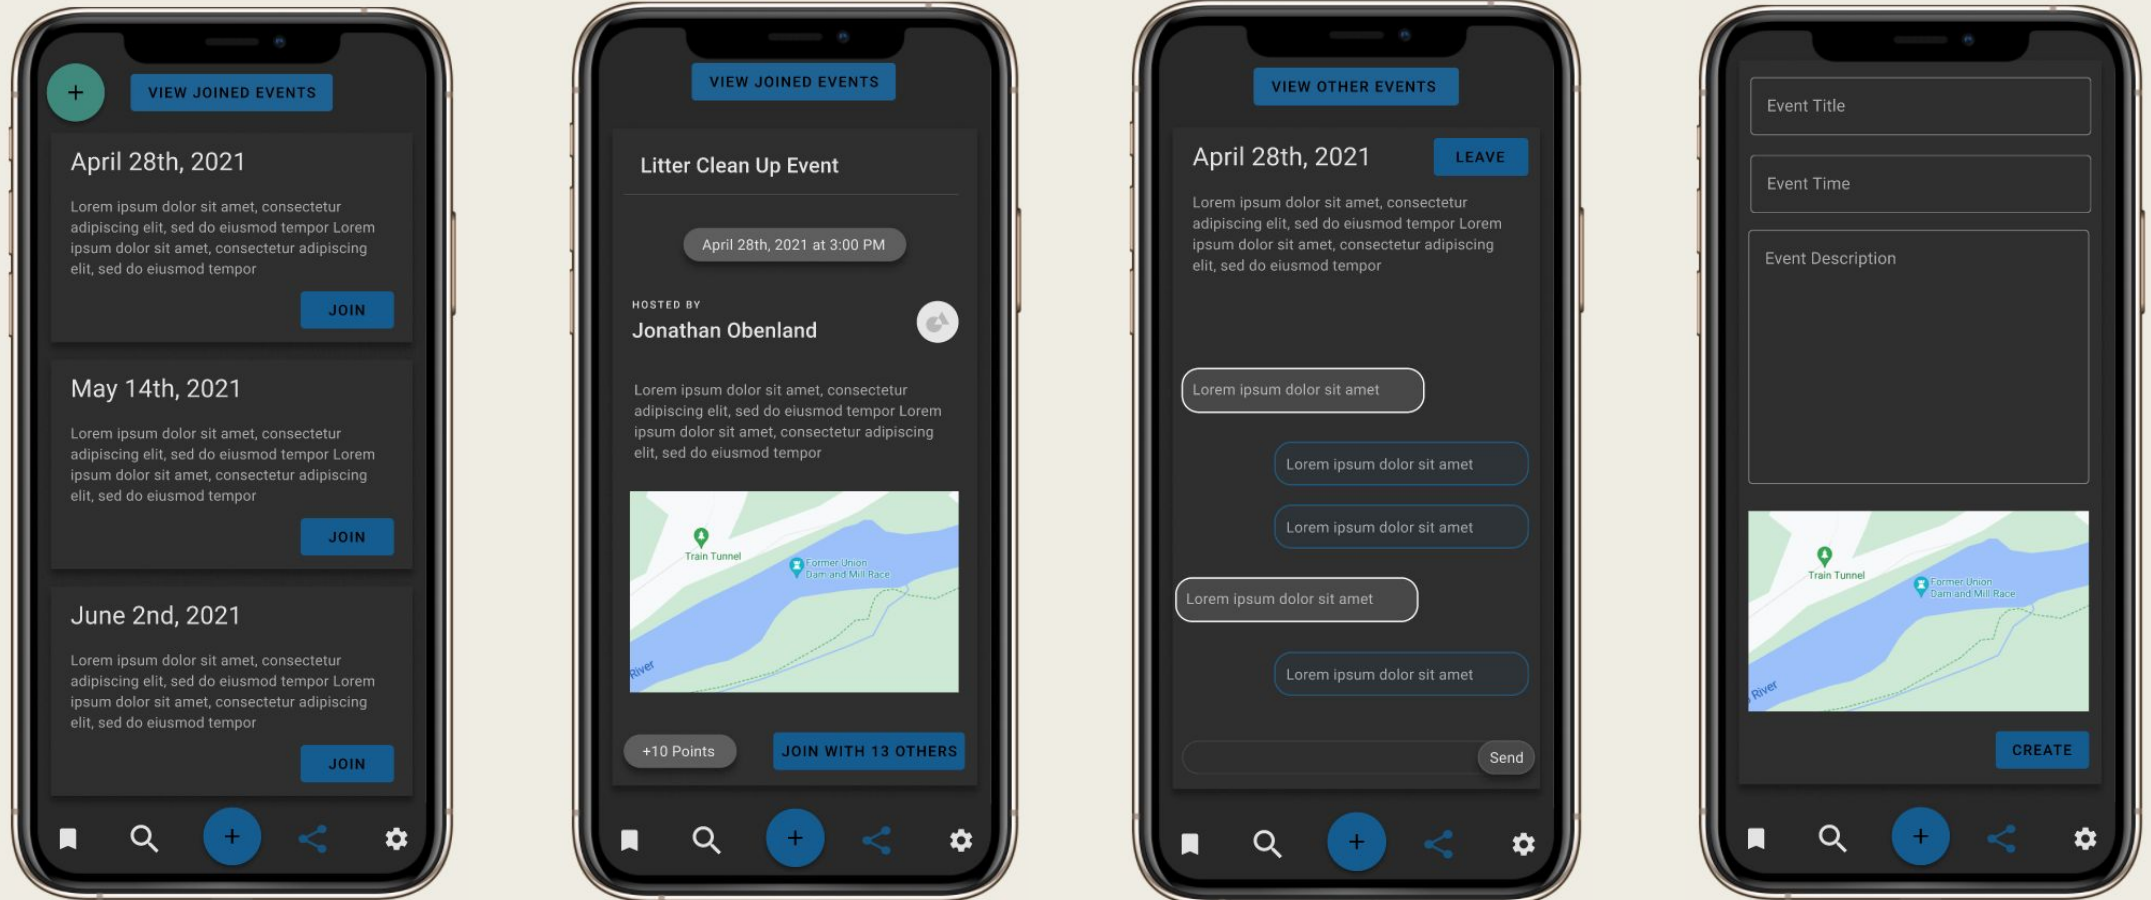 +
VIEW JOINED EVENTS
April 28th, 2021
Lorem ipsum dolor sit amet, consectetur
adipiscing elit, sed do eiusmod tempor Lorem
ipsum dolor sit amet, consectetur adipiscing
elit, sed do eiusmod tempor
JOIN
May 14th, 2021
Lorem ipsum dolor sit amet, consectetur
adipiscing elit, sed do eiusmod tempor Lorem
ipsum dolor sit amet, consectetur adipiscing
elit, sed do eiusmod tempor
JOIN
June 2nd, 2021
Lorem ipsum dolor sit amet, consectetur
adipiscing elit, sed do eiusmod tempor Lorem
ipsum dolor sit amet, consectetur adipiscing
elit, sed do eiusmod tempor
JOIN
+
VIEW JOINED EVENTS
Litter Clean Up Event
April 28th, 2021 at 3:00 PM
HOSTED BY
Jonathan Obenland
Lorem ipsum dolor sit amet, consectetur
adipiscing elit, sed do eiusmod tempor Lorem
ipsum dolor sit amet, consectetur adipiscing
elit, sed do eiusmod tempor
Train Tunnel
Former Union
Dam and Mill Race
River
+10 Points
JOIN WITH 13 OTHERS
+
VIEW OTHER EVENTS
April 28th, 2021
LEAVE
Lorem ipsum dolor sit amet, consectetur
adipiscing elit, sed do eiusmod tempor Lorem
ipsum dolor sit amet, consectetur adipiscing
elit, sed do eiusmod tempor
Lorem ipsum dolor sit amet
Lorem ipsum dolor sit amet
Lorem ipsum dolor sit amet
Lorem ipsum dolor sit amet
Lorem ipsum dolor sit amet
Send
+
Event Title
Event Time
Event Description
Train Tunnel
Former Union
Dam and Mill Race
River
CREATE
+